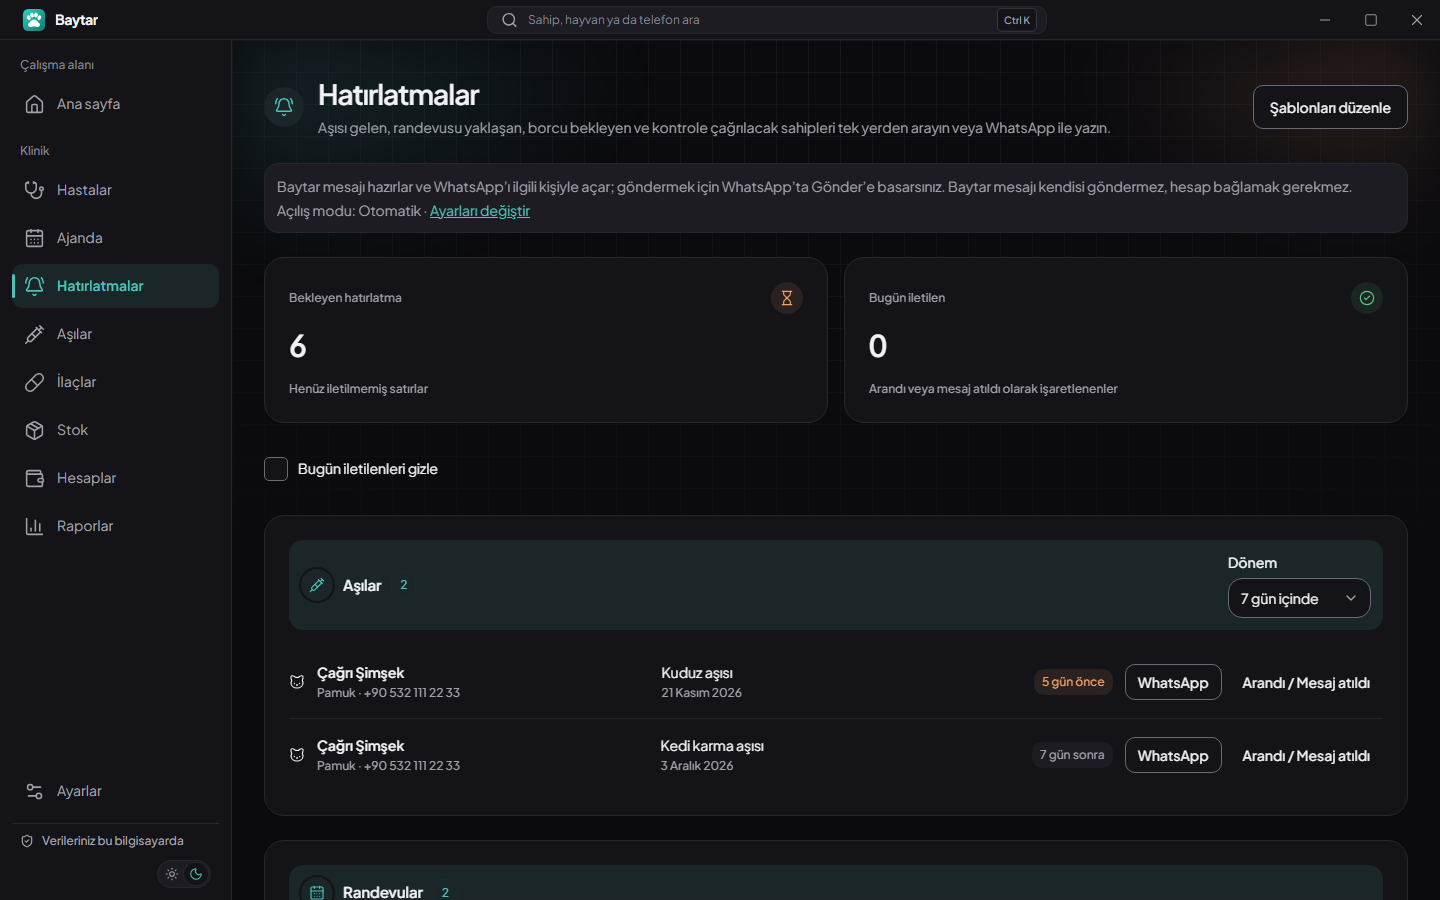 Baytar
Sahip, hayvan ya da telefon ara
Ctrl K
Çalışma alanı
Ana sayfa
Klinik
Hastalar
Ajanda
Hatırlatmalar
Aşılar
İlaçlar
Stok
Hesaplar
Raporlar
Ayarlar
Verileriniz bu bilgisayarda
Hatırlatmalar
Aşısı gelen, randevusu yaklaşan, borcu bekleyen ve kontrole çağrılacak sahipleri tek yerden arayın veya WhatsApp ile yazın.
Şablonları düzenle
Baytar mesajı hazırlar ve WhatsApp'ı ilgili kişiyle açar; göndermek için WhatsApp'ta Gönder'e basarsınız. Baytar mesajı kendisi göndermez, hesap bağlamak gerekmez.
Açılış modu: Otomatik · Ayarları değiştir
Bekleyen hatırlatma
6
Henüz iletilmemiş satırlar
Bugün iletilen
0
Arandı veya mesaj atıldı olarak işaretlenenler
Bugün iletilenleri gizle
Aşılar 2
Dönem
7 gün içinde
Çağrı Şimşek
Pamuk · +90 532 111 22 33
Kuduz aşısı
21 Kasım 2026
5 gün önce
WhatsApp
Arandı / Mesaj atıldı
Çağrı Şimşek
Pamuk · +90 532 111 22 33
Kedi karma aşısı
3 Aralık 2026
7 gün sonra
WhatsApp
Arandı / Mesaj atıldı
Randevular 2